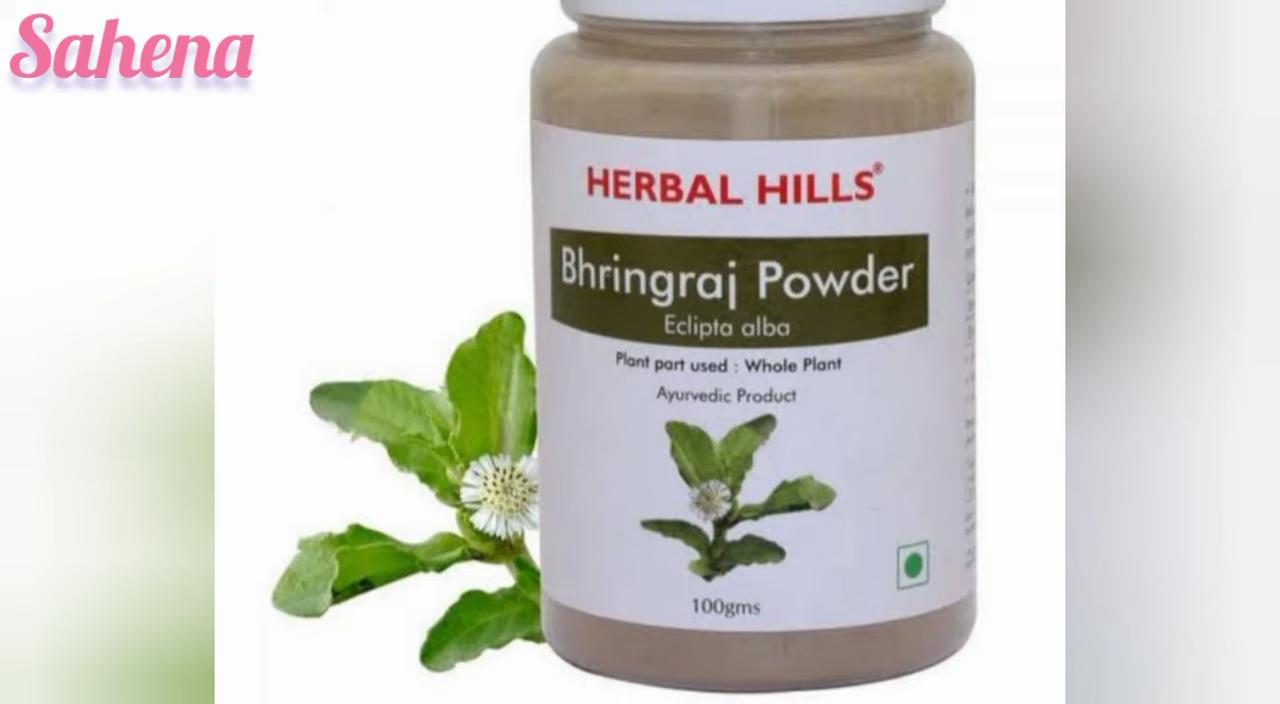 Sahena
HERBAL HILLS®
Bhringraj Powder
Eclipta alba
Plant part used : Whole Plant
Ayurvedic Product
100gms